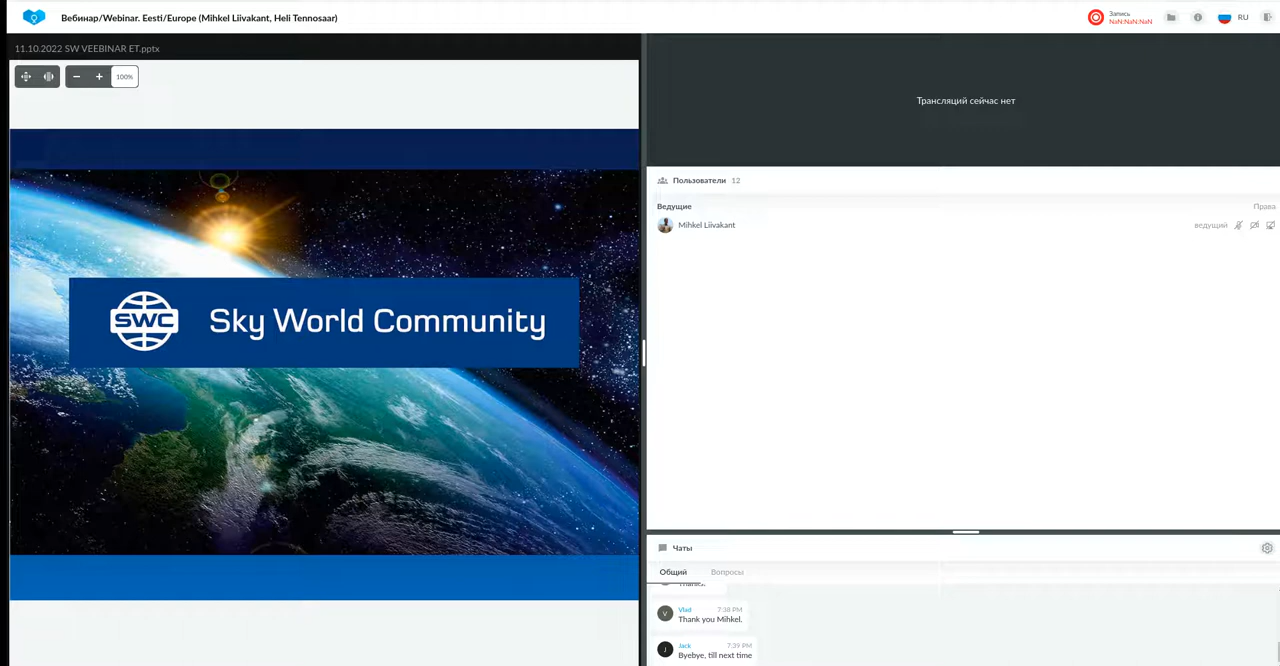 Вебинар/Webinar. Eesti/Europe (Mihkel Liivakant, Heli Tennosaar)
Запись
NaN:NaN:NaN
RU
11.10.2022 SW VEEBINAR ET.pptx
100%
SWC
Sky World Community
Трансляций сейчас нет
Пользователи 12
Ведущие
Права
Mihkel Liivakant
ведущий
Чаты
Общий
Вопросы
Thanks.
V
Vlad 7:38 PM
Thank you Mihkel.
J
Jack 7:39 PM
Byebye, till next time